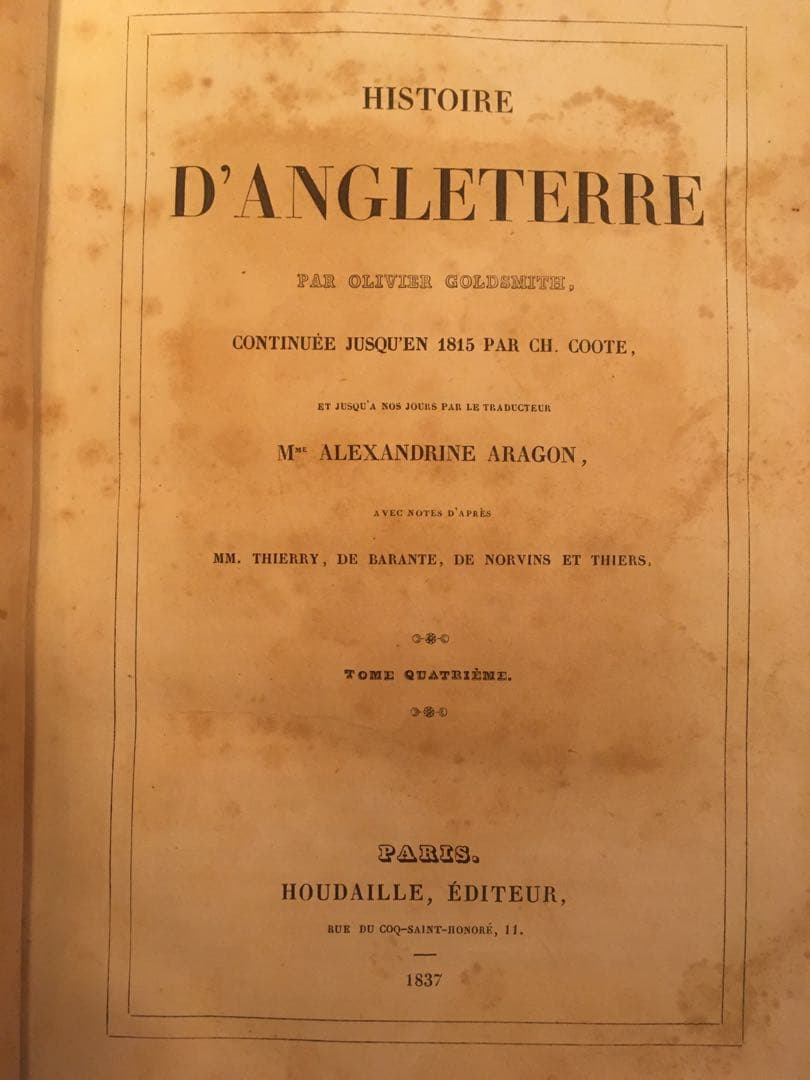 HISTOIRE
D'ANGLETERRE
PAR OLIVIER GOLDSMITH,
CONTINUÉE JUSQU'EN 1815 PAR CH. COOTE,
ET JUSQU'A NOS JOURS PAR LE TRADUCTEUR
Mme ALEXANDRINE ARAGON,
AVEC NOTES D'APRÈS
MM. THIERRY, DE BARANTE, DE NORVINS ET THIERS,
TOME QUATRIÈME.
PARIS.
HOUDAILLE, ÉDITEUR,
RUE DU COQ-SAINT-HONORÉ, 11.
1837